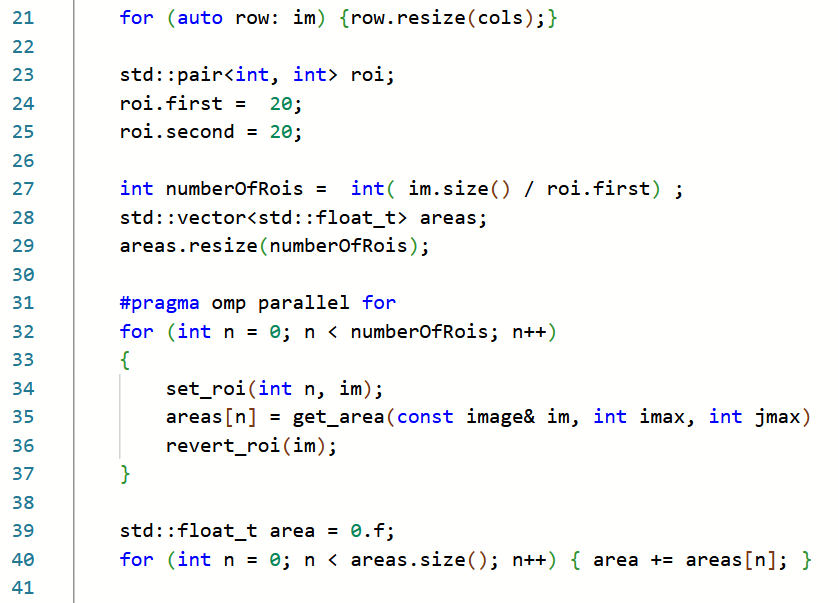 21 for (auto row: im) {row.resize(cols);}
22
23 std::pair<int, int> roi;
24 roi.first =  20;
25 roi.second = 20;
26
27 int numberOfRois =  int( im.size() / roi.first) ;
28 std::vector<std::float_t> areas;
29 areas.resize(numberOfRois);
30
31 #pragma omp parallel for
32 for (int n = 0; n < numberOfRois; n++)
33 {
34     set_roi(int n, im);
35     areas[n] = get_area(const image& im, int imax, int jmax)
36     revert_roi(im);
37 }
38
39 std::float_t area = 0.f;
40 for (int n = 0; n < areas.size(); n++) { area += areas[n]; }
41